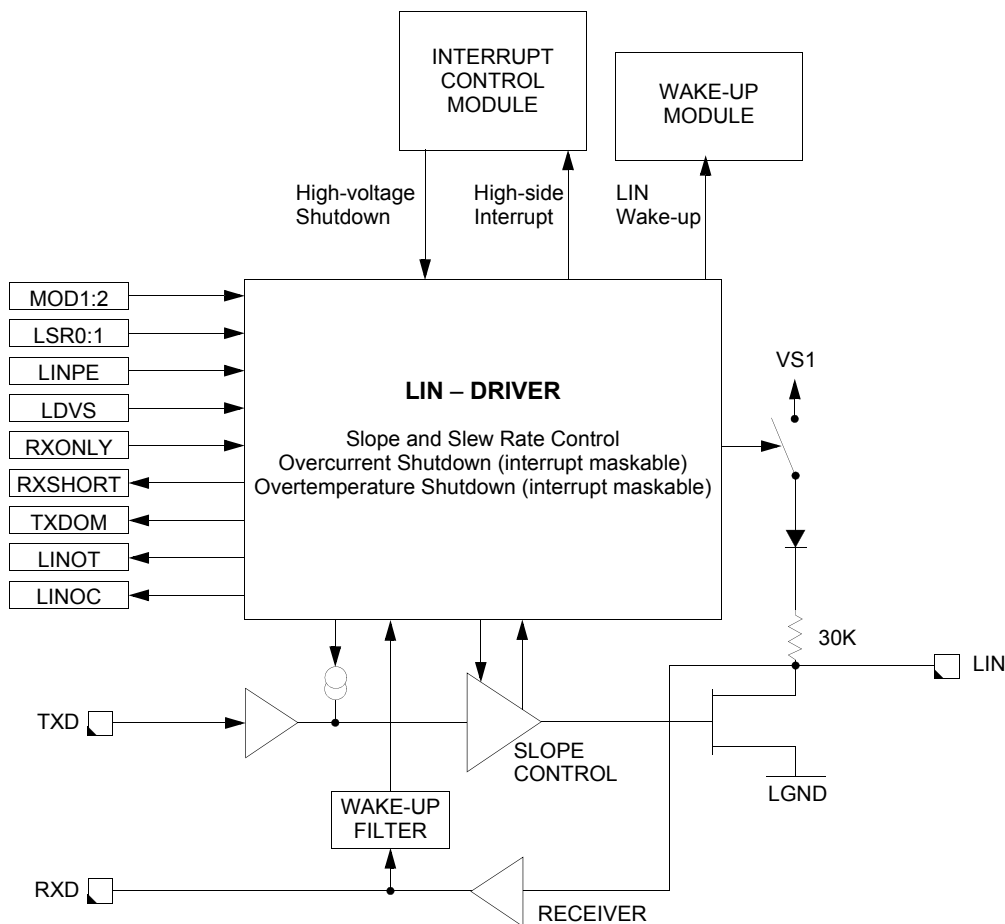 INTERRUPT
CONTROL
MODULE
WAKE-UP
MODULE
High-voltage
Shutdown
High-side
Interrupt
LIN
Wake-up
MOD1:2
LSR0:1
LINPE
LDVS
RXONLY
RXSHORT
TXDOM
LINOT
LINOC
LIN – DRIVER
Slope and Slew Rate Control
Overcurrent Shutdown (interrupt maskable)
Overtemperature Shutdown (interrupt maskable)
VS1
30K
LIN
TXD
SLOPE
CONTROL
LGND
WAKE-UP
FILTER
RXD
RECEIVER